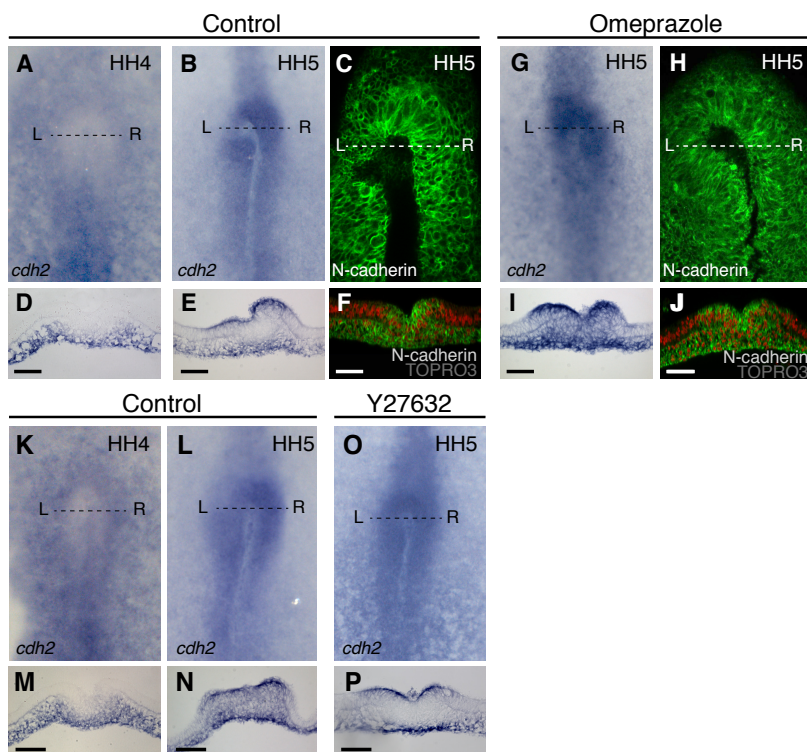 Control
Omeprazole
A HH4
L R
cdh2
B HH5
L R
cdh2
C HH5
L R
N-cadherin
G HH5
L R
cdh2
H HH5
L R
N-cadherin
D
E
F
N-cadherin
TOPRO3
I
J
N-cadherin
TOPRO3
Control
Y27632
K HH4
L R
cdh2
L HH5
L R
cdh2
O HH5
L R
cdh2
M
N
P